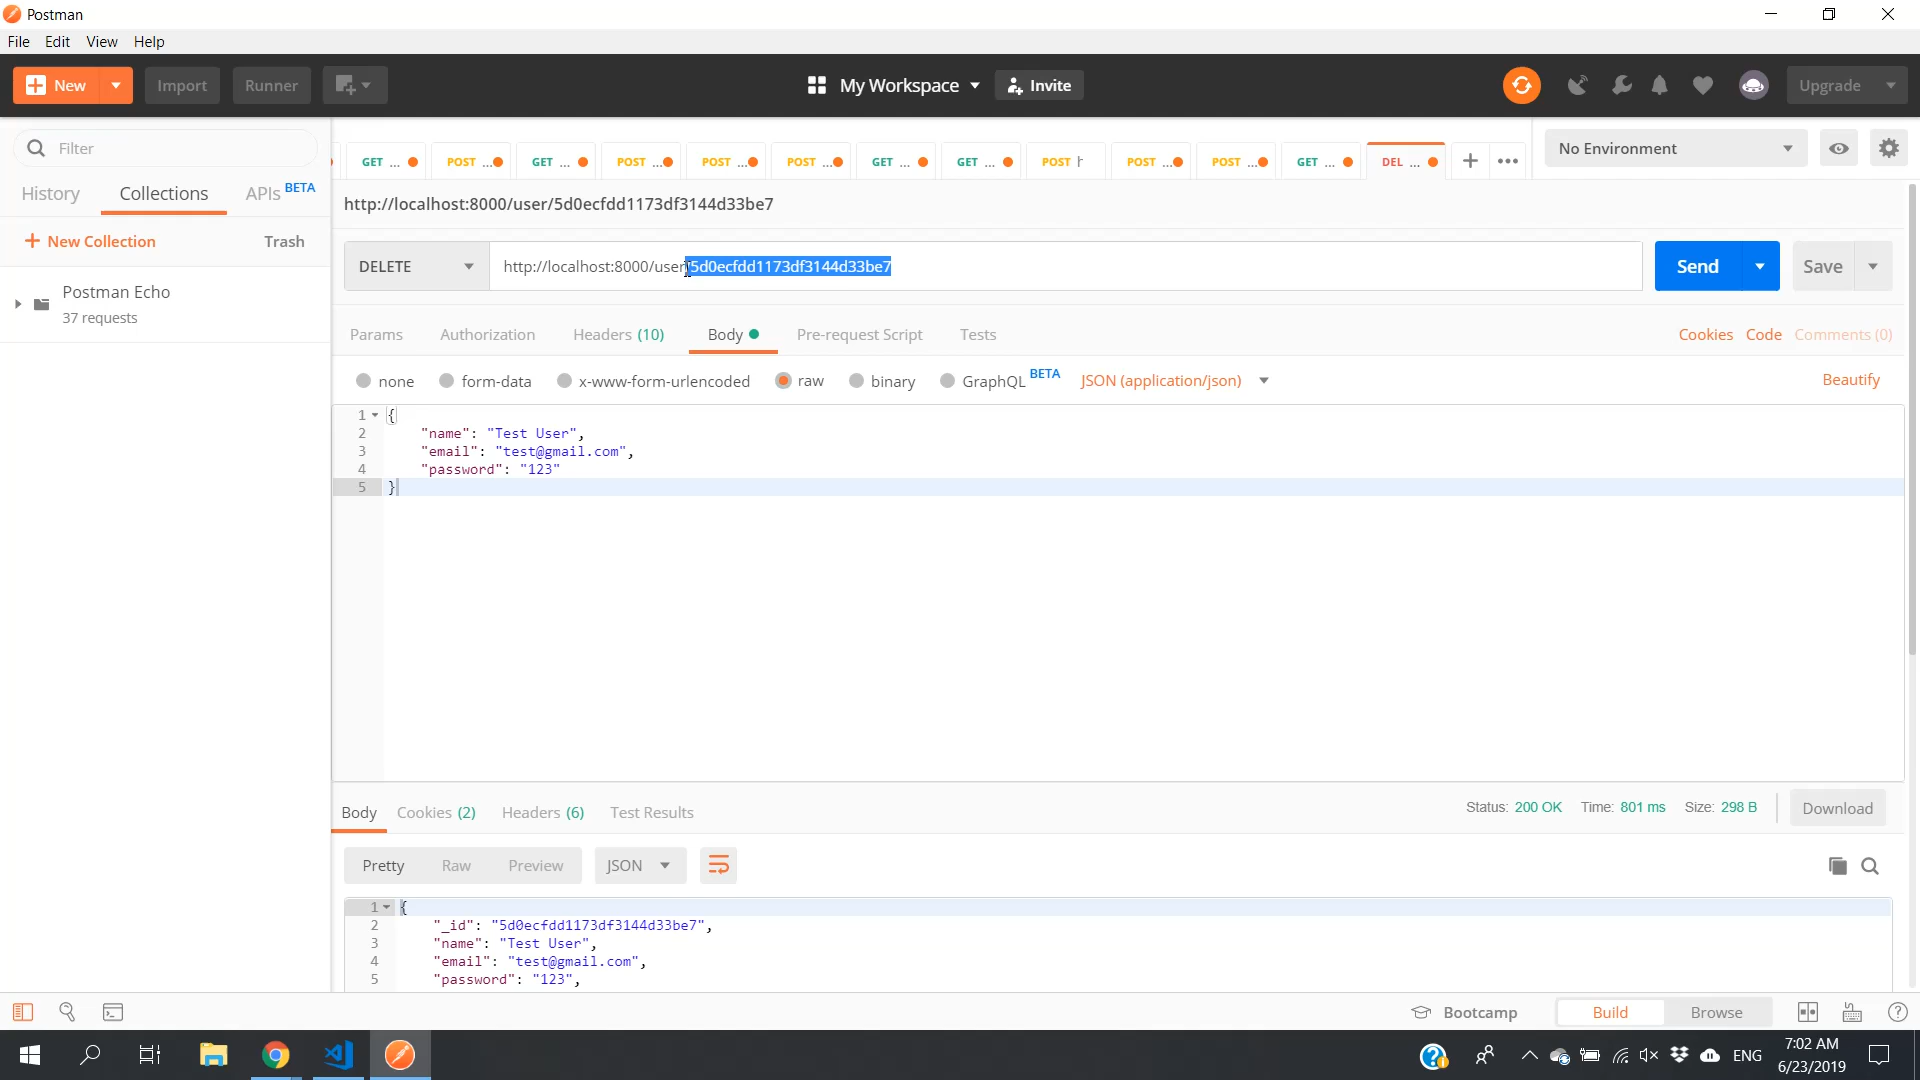 Postman
File Edit View Help
New Import Runner My Workspace Invite Upgrade
Filter
GET ... POST ... GET ... POST ... POST ... POST ... GET ... GET ... POST POST ... POST ... GET ... DEL ... + •••
No Environment
History Collections APIs BETA
http://localhost:8000/user/5d0ecfdd1173df3144d33be7
+ New Collection Trash
DELETE http://localhost:8000/user/5d0ecfdd1173df3144d33be7 Send Save
Postman Echo
37 requests
Params Authorization Headers (10) Body Pre-request Script Tests Cookies Code Comments (0)
none form-data x-www-form-urlencoded raw binary GraphQL BETA JSON (application/json) Beautify
1 {
2 "name": "Test User",
3 "email": "test@gmail.com",
4 "password": "123"
5 }
Body Cookies (2) Headers (6) Test Results Status: 200 OK Time: 801 ms Size: 298 B Download
Pretty Raw Preview JSON
1 {
2 "_id": "5d0ecfdd1173df3144d33be7",
3 "name": "Test User",
4 "email": "test@gmail.com",
5 "password": "123",
Bootcamp Build Browse
ENG
7:02 AM
6/23/2019